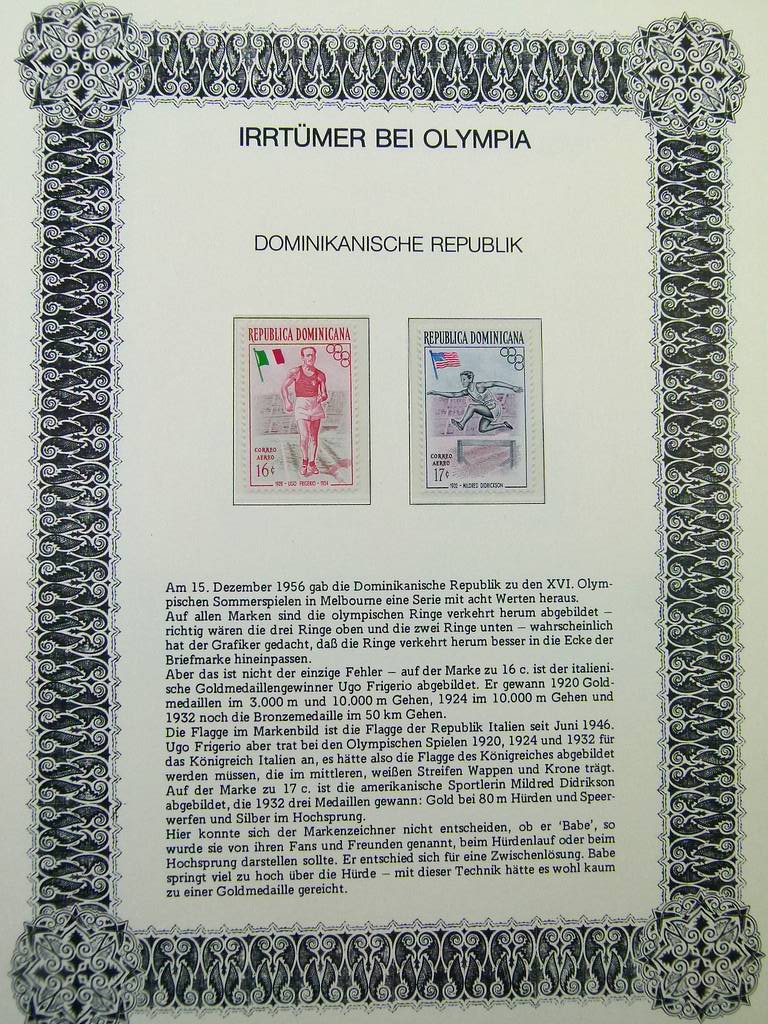 IRRTÜMER BEI OLYMPIA
DOMINIKANISCHE REPUBLIK
REPUBLICA DOMINICANA
CORREO
AEREO
16¢
UGO FRIGERIO
REPUBLICA DOMINICANA
CORREO
AEREO
17¢
1932 - MILDRED DIDRICKSON
Am 15. Dezember 1956 gab die Dominikanische Republik zu den XVI. Olym-
pischen Sommerspielen in Melbourne eine Serie mit acht Werten heraus.
Auf allen Marken sind die olympischen Ringe verkehrt herum abgebildet –
richtig wären die drei Ringe oben und die zwei Ringe unten – wahrscheinlich
hat der Grafiker gedacht, daß die Ringe verkehrt herum besser in die Ecke der
Briefmarke hineinpassen.
Aber das ist nicht der einzige Fehler – auf der Marke zu 16 c. ist der italieni-
sche Goldmedaillengewinner Ugo Frigerio abgebildet. Er gewann 1920 Gold-
medaillen im 3.000 m und 10.000 m Gehen, 1924 im 10.000 m Gehen und
1932 noch die Bronzemedaille im 50 km Gehen.
Die Flagge im Markenbild ist die Flagge der Republik Italien seit Juni 1946.
Ugo Frigerio aber trat bei den Olympischen Spielen 1920, 1924 und 1932 für
das Königreich Italien an, es hätte also die Flagge des Königreiches abgebildet
werden müssen, die im mittleren, weißen Streifen Wappen und Krone trägt.
Auf der Marke zu 17 c. ist die amerikanische Sportlerin Mildred Didrikson
abgebildet, die 1932 drei Medaillen gewann: Gold bei 80 m Hürden und Speer-
werfen und Silber im Hochsprung.
Hier konnte sich der Markenzeichner nicht entscheiden, ob er 'Babe', so
wurde sie von ihren Fans und Freunden genannt, beim Hürdenlauf oder beim
Hochsprung darstellen sollte. Er entschied sich für eine Zwischenlösung. Babe
springt viel zu hoch über die Hürde – mit dieser Technik hätte es wohl kaum
zu einer Goldmedaille gereicht.